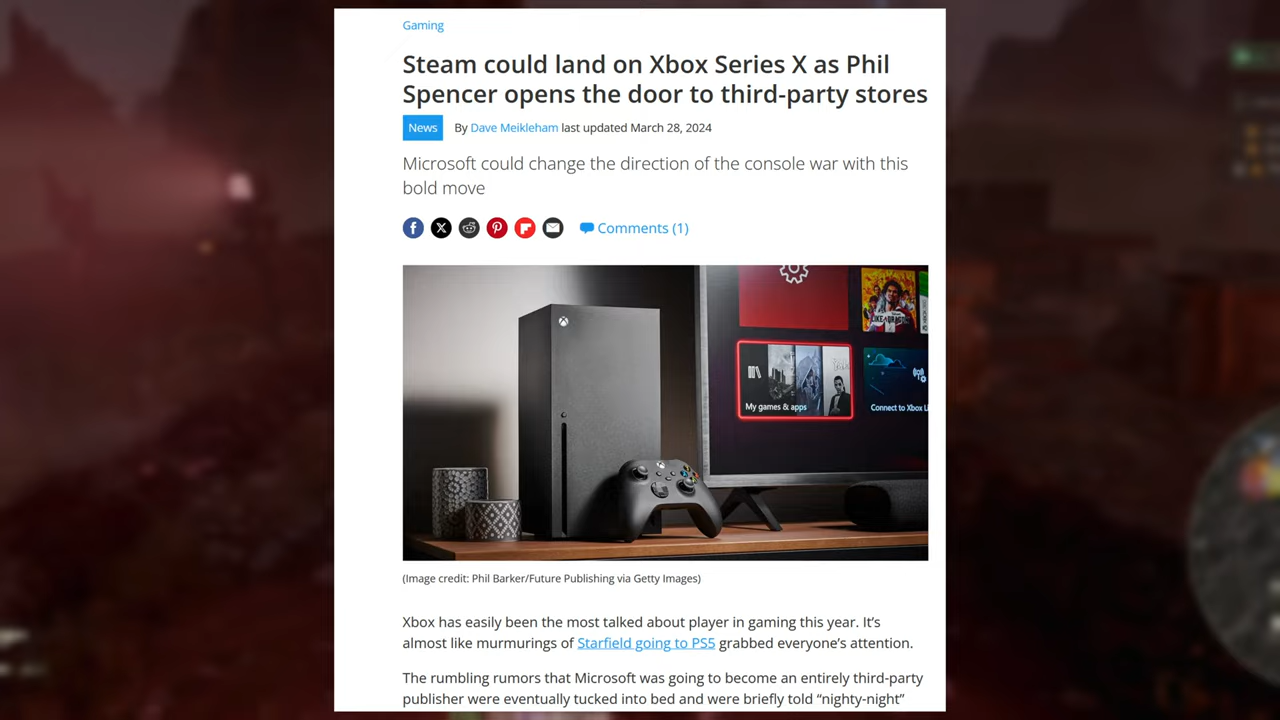 Gaming
Steam could land on Xbox Series X as Phil
Spencer opens the door to third-party stores
News By Dave Meikleham last updated March 28, 2024
Microsoft could change the direction of the console war with this
bold move
Comments (1)
LIKE A DRAGON
My games & apps
Connect to Xbox Li
(Image credit: Phil Barker/Future Publishing via Getty Images)
Xbox has easily been the most talked about player in gaming this year. It’s
almost like murmurings of Starfield going to PS5 grabbed everyone’s attention.
The rumbling rumors that Microsoft was going to become an entirely third-party
publisher were eventually tucked into bed and were briefly told “nighty-night”